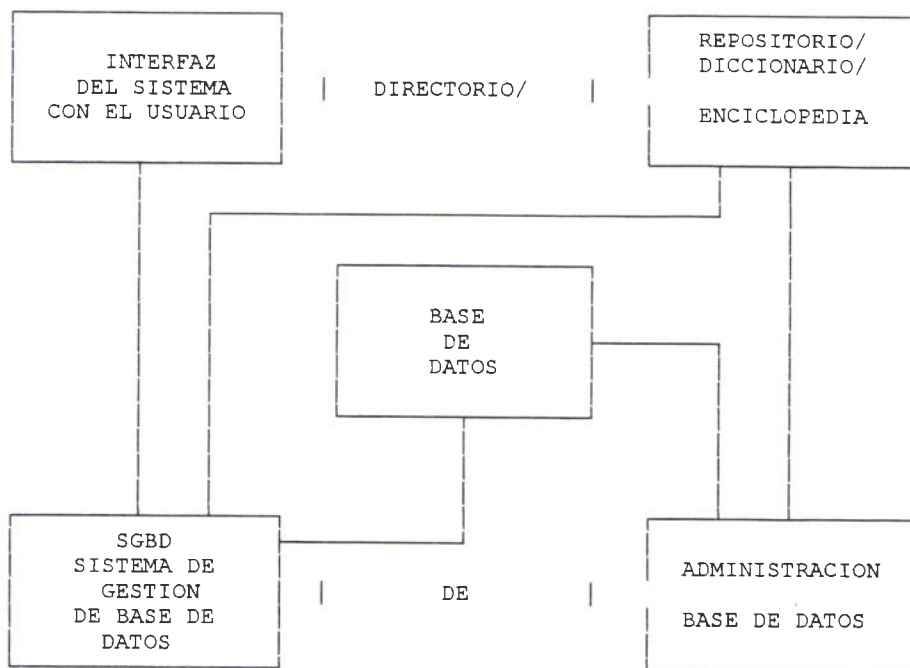 INTERFAZ
DEL SISTEMA
CON EL USUARIO
DIRECTORIO/
REPOSITORIO/
DICCIONARIO/
ENCICLOPEDIA
BASE
DE
DATOS
SGBD
SISTEMA DE
GESTION
DE BASE DE
DATOS
DE
ADMINISTRACION
BASE DE DATOS